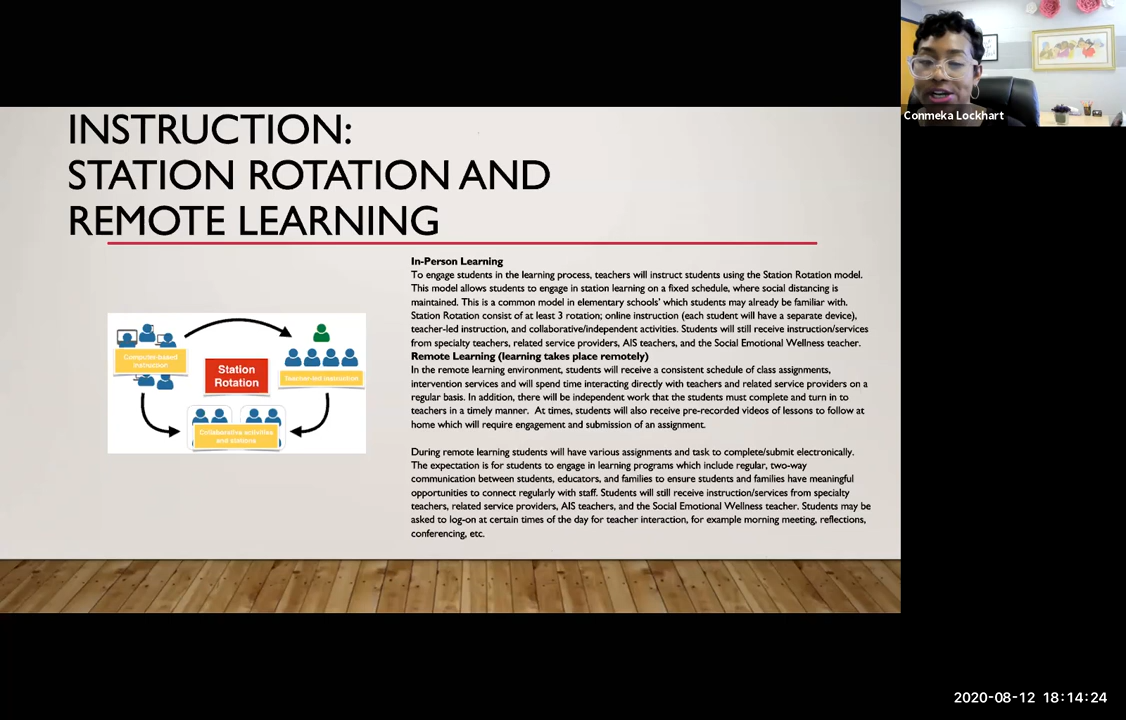 INSTRUCTION:
STATION ROTATION AND
REMOTE LEARNING
In-Person Learning
To engage students in the learning process, teachers will instruct students using the Station Rotation model.
This model allows students to engage in station learning on a fixed schedule, where social distancing is
maintained. This is a common model in elementary schools' which students may already be familiar with.
Station Rotation consist of at least 3 rotation; online instruction (each student will have a separate device),
teacher-led instruction, and collaborative/independent activities. Students will still receive instruction/services
from specialty teachers, related service providers, AIS teachers, and the Social Emotional Wellness teacher.
Remote Learning (learning takes place remotely)
In the remote learning environment, students will receive a consistent schedule of class assignments,
intervention services and will spend time interacting directly with teachers and related service providers on a
regular basis. In addition, there will be independent work that the students must complete and turn in to
teachers in a timely manner. At times, students will also receive pre-recorded videos of lessons to follow at
home which will require engagement and submission of an assignment.
During remote learning students will have various assignments and task to complete/submit electronically.
The expectation is for students to engage in learning programs which include regular, two-way
communication between students, educators, and families to ensure students and families have meaningful
opportunities to connect regularly with staff. Students will still receive instruction/services from specialty
teachers, related service providers, AIS teachers, and the Social Emotional Wellness teacher. Students may be
asked to log-on at certain times of the day for teacher interaction, for example morning meeting, reflections,
conferencing, etc.
Computer-based
instruction
Station
Rotation
Teacher-led instruction
Collaborative activities
and stations
Conmeka Lockhart
2020-08-12 18:14:24